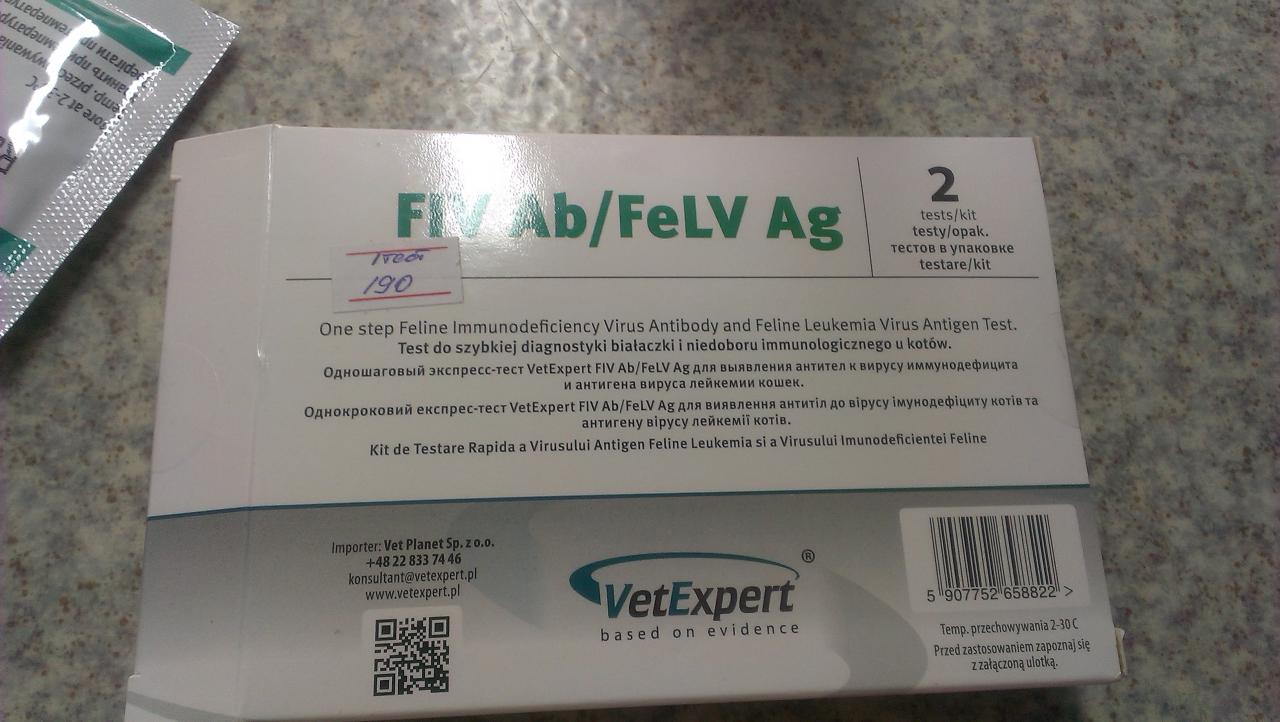 FIV Ab/FeLV Ag
2
tests/kit
testy/opak.
тестов в упаковке
testare/kit
190
One step Feline Immunodeficiency Virus Antibody and Feline Leukemia Virus Antigen Test.
Test do szybkiej diagnostyki białaczki i niedoboru immunologicznego u kotów.
Одношаговый экспресс-тест VetExpert FIV Ab/FeLV Ag для выявления антител к вирусу иммунодефицита
и антигена вируса лейкемии кошек.
Однокроковий експрес-тест VetExpert FIV Ab/FeLV Ag для виявлення антитіл до вірусу імунодефіциту котів та
антигену вірусу лейкемії котів.
Kit de Testare Rapida a Virusului Antigen Feline Leukemia si a Virusului Imunodeficientei Feline
Importer: Vet Planet Sp. z o.o.
+48 22 833 74 46
konsultant@vetexpert.pl
www.vetexpert.pl
VetExpert®
based on evidence
5 907752 658822 >
Temp. przechowywania 2-30 C
Przed zastosowaniem zapoznaj się
z załączoną ulotką.